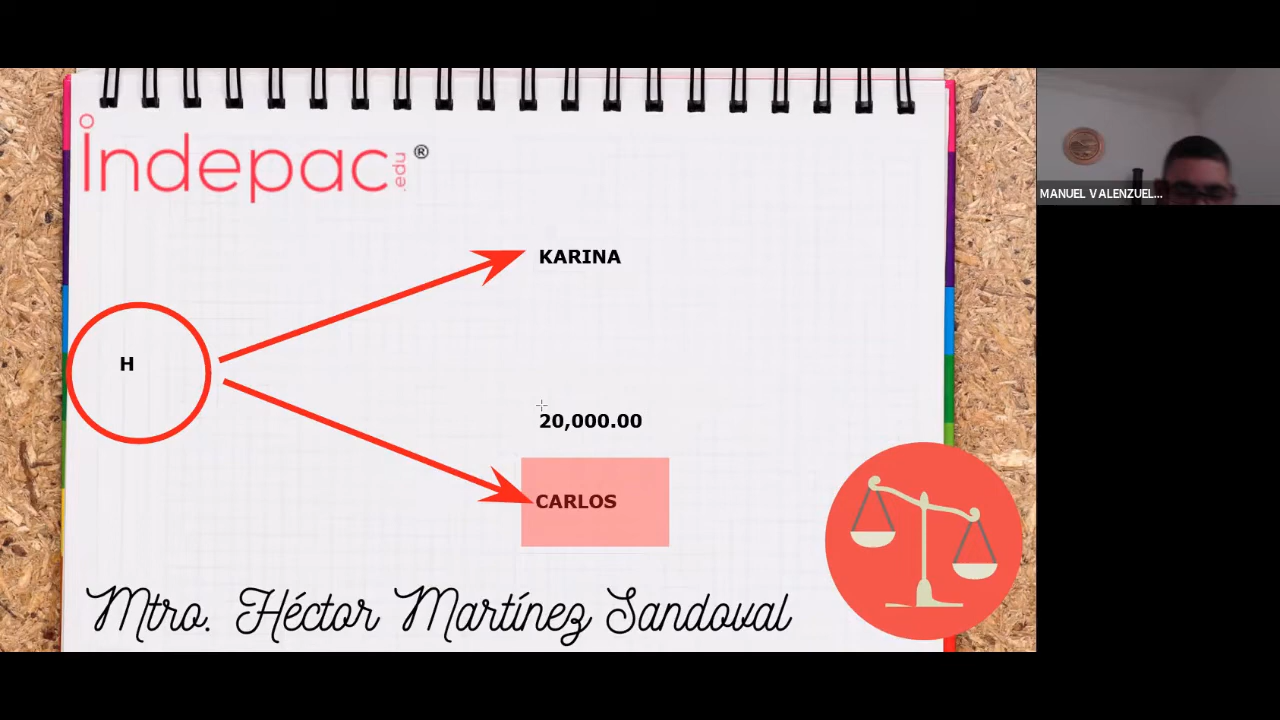 Indepac.edu®
KARINA
H
20,000.00
CARLOS
Mtro. Héctor Martínez Sandoval
MANUEL VALENZUEL...